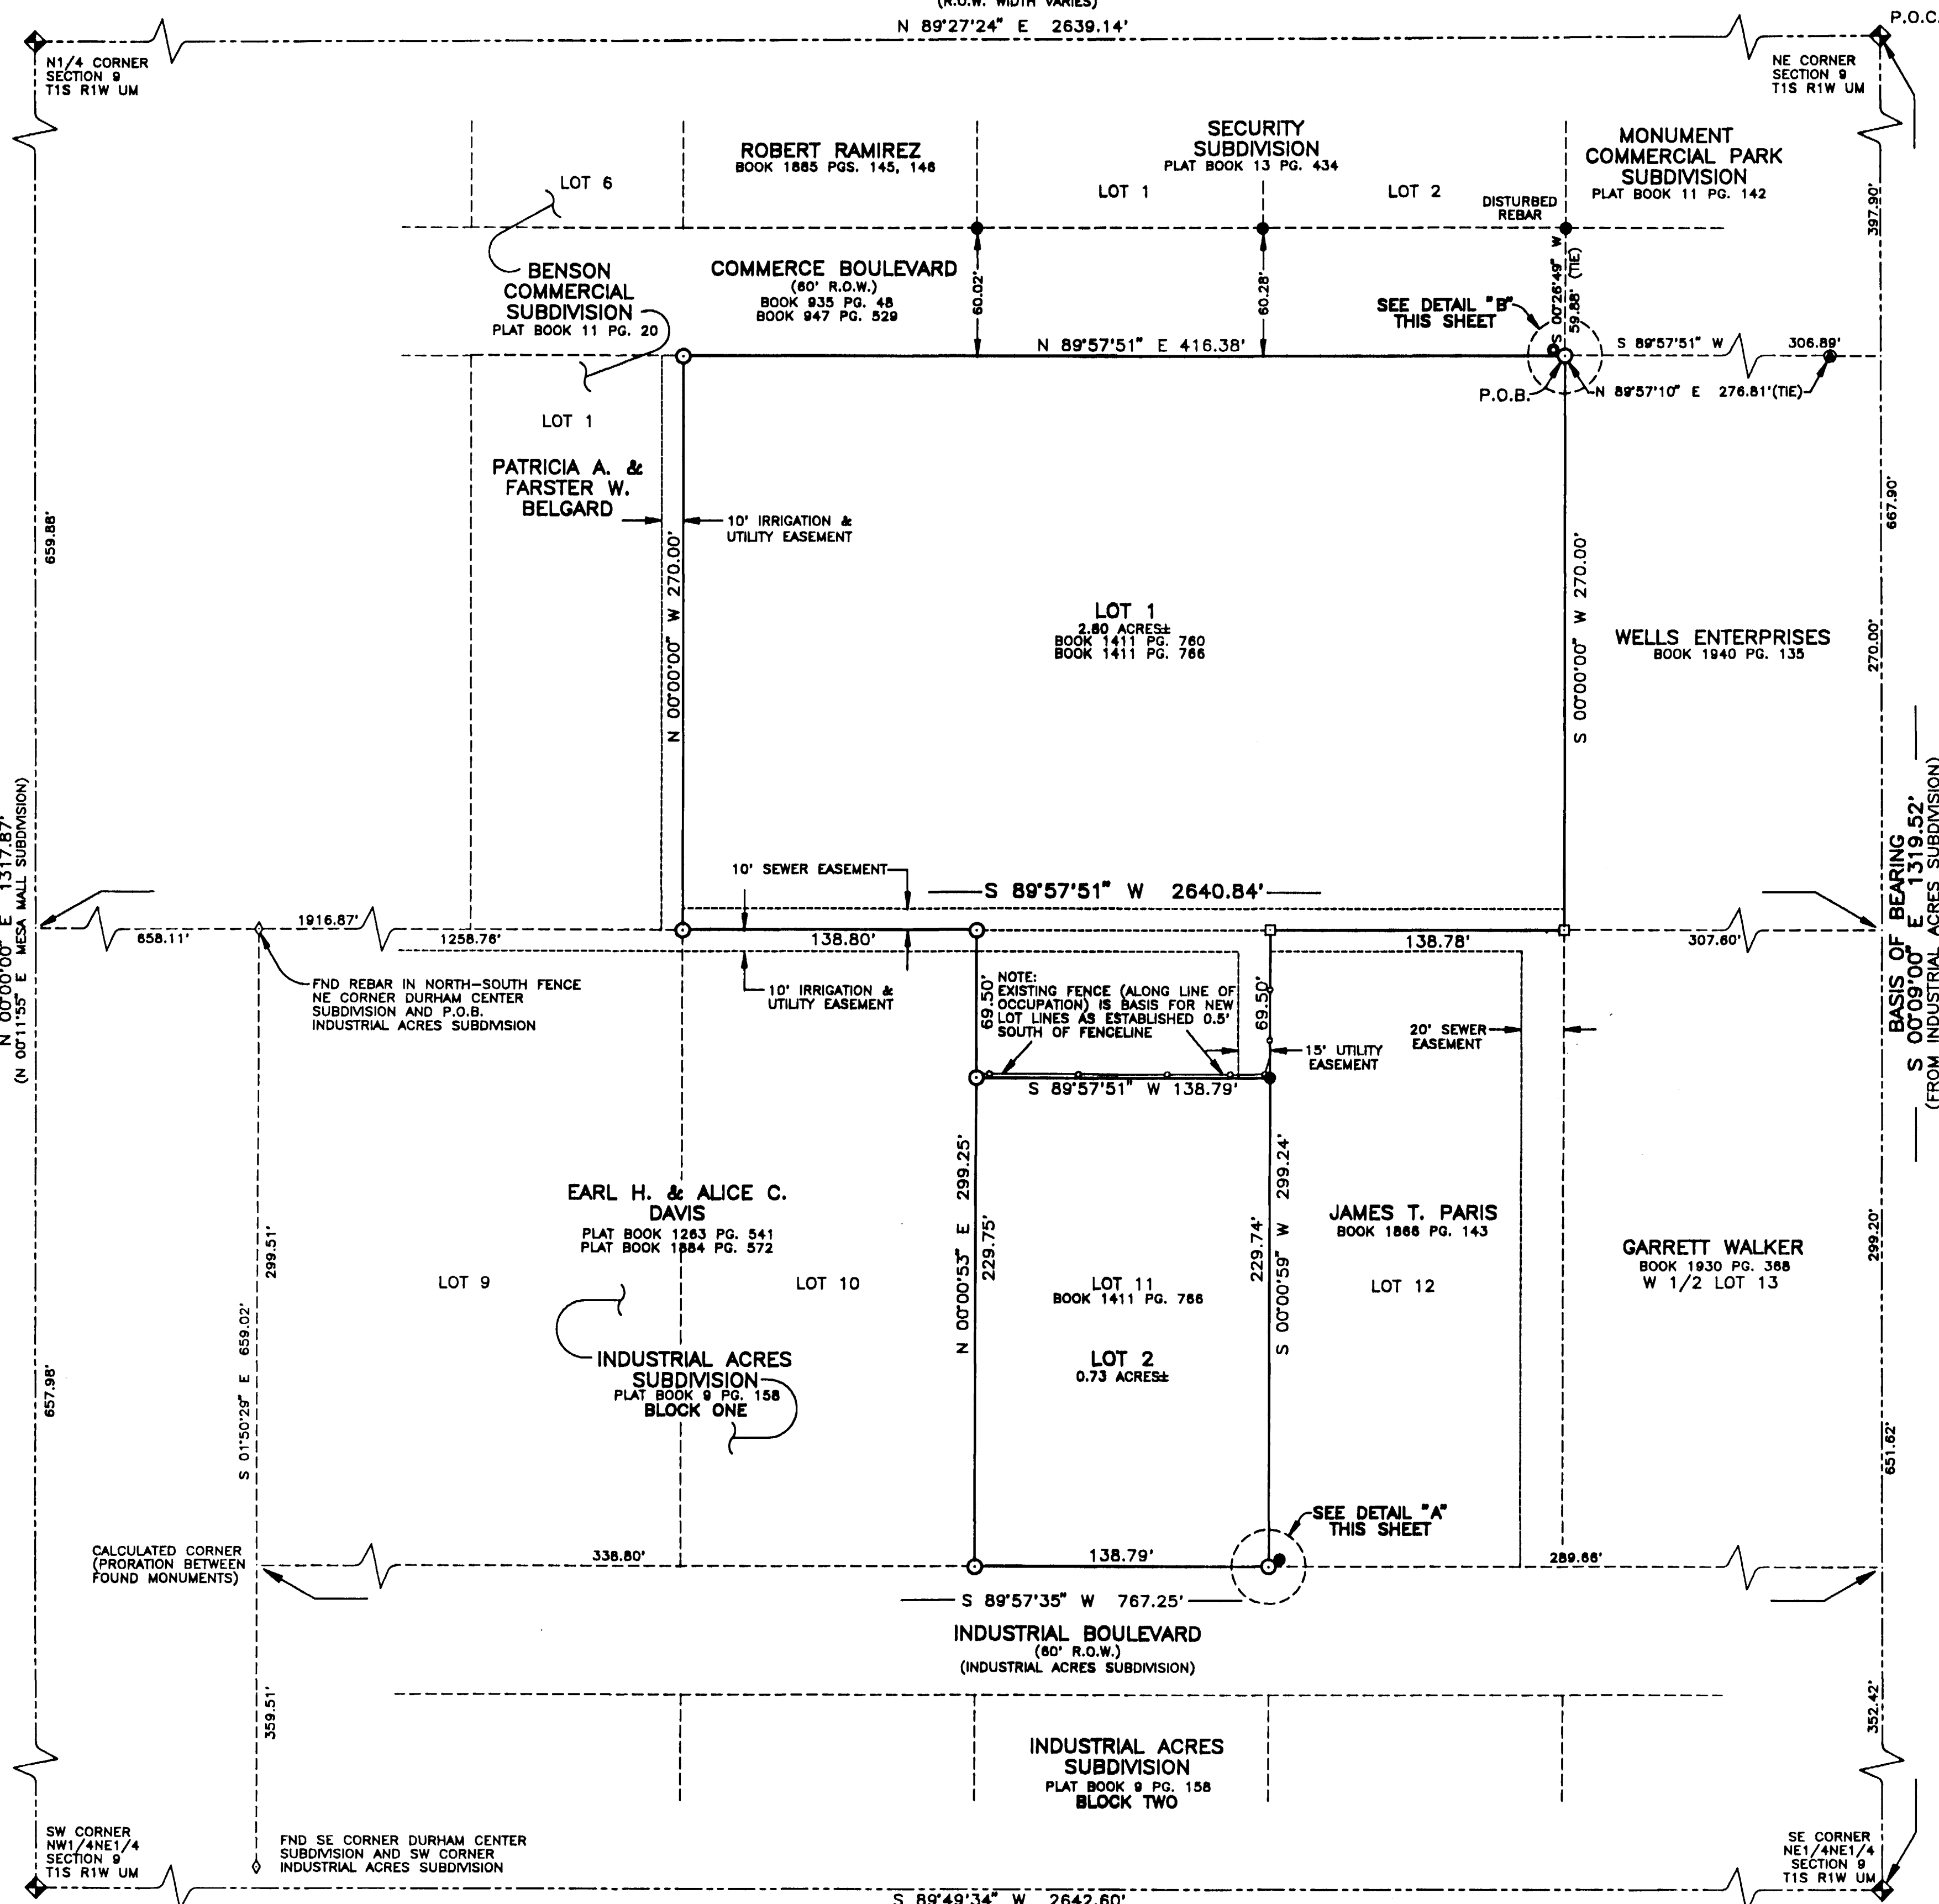 (R.O.W. WIDTH VARIES)
N 89°27'24" E 2639.14'
P.O.C.
N1/4 CORNER
SECTION 9
T1S R1W UM
NE CORNER
SECTION 9
T1S R1W UM
ROBERT RAMIREZ
BOOK 1885 PGS. 145, 146
SECURITY
SUBDIVISION
PLAT BOOK 13 PG. 434
MONUMENT
COMMERCIAL PARK
SUBDIVISION
PLAT BOOK 11 PG. 142
LOT 6
LOT 1
LOT 2
DISTURBED
REBAR
397.90'
BENSON
COMMERCIAL
SUBDIVISION
PLAT BOOK 11 PG. 20
COMMERCE BOULEVARD
(60' R.O.W.)
BOOK 935 PG. 48
BOOK 947 PG. 529
60.02'
60.28'
S 00°26'49" W
59.88' (TIE)
SEE DETAIL "B"
THIS SHEET
N 89°57'51" E 416.38'
S 89°57'51" W
306.89'
P.O.B.
N 89°57'10" E 276.81'(TIE)
LOT 1
PATRICIA A. &
FARSTER W.
BELGARD
10' IRRIGATION &
UTILITY EASEMENT
659.88'
667.90'
N 00°00'00" W 270.00'
S 00°00'00" W 270.00'
270.00'
LOT 1
2.80 ACRES±
BOOK 1411 PG. 760
BOOK 1411 PG. 766
WELLS ENTERPRISES
BOOK 1940 PG. 135
N 00°00'00" E 1317.87'
(N 00°11'55" E MESA MALL SUBDIVISION)
BASIS OF BEARING
S 00°09'00" E 1319.52'
(FROM INDUSTRIAL ACRES SUBDIVISION)
10' SEWER EASEMENT
S 89°57'51" W 2640.84'
1916.87'
658.11'
1258.76'
138.80'
138.78'
307.60'
FND REBAR IN NORTH-SOUTH FENCE
NE CORNER DURHAM CENTER
SUBDIVISION AND P.O.B.
INDUSTRIAL ACRES SUBDIVISION
10' IRRIGATION &
UTILITY EASEMENT
69.50'
NOTE:
EXISTING FENCE (ALONG LINE OF
OCCUPATION) IS BASIS FOR NEW
LOT LINES AS ESTABLISHED 0.5'
SOUTH OF FENCELINE
69.50'
15' UTILITY
EASEMENT
20' SEWER
EASEMENT
S 89°57'51" W 138.79'
EARL H. & ALICE C.
DAVIS
PLAT BOOK 1263 PG. 541
PLAT BOOK 1884 PG. 572
N 00°00'53" E 299.25'
229.75'
229.74'
S 00°00'59" W 299.24'
JAMES T. PARIS
BOOK 1866 PG. 143
GARRETT WALKER
BOOK 1930 PG. 368
W 1/2 LOT 13
299.20'
299.51'
S 01°50'29" E 659.02'
657.98'
651.62'
LOT 9
LOT 10
LOT 11
BOOK 1411 PG. 766
LOT 12
LOT 2
0.73 ACRES±
INDUSTRIAL ACRES
SUBDIVISION
PLAT BOOK 9 PG. 158
BLOCK ONE
SEE DETAIL "A"
THIS SHEET
CALCULATED CORNER
(PRORATION BETWEEN
FOUND MONUMENTS)
338.80'
138.79'
289.66'
S 89°57'35" W 767.25'
INDUSTRIAL BOULEVARD
(60' R.O.W.)
(INDUSTRIAL ACRES SUBDIVISION)
359.51'
352.42'
INDUSTRIAL ACRES
SUBDIVISION
PLAT BOOK 9 PG. 158
BLOCK TWO
SW CORNER
NW1/4NE1/4
SECTION 9
T1S R1W UM
FND SE CORNER DURHAM CENTER
SUBDIVISION AND SW CORNER
INDUSTRIAL ACRES SUBDIVISION
SE CORNER
NE1/4NE1/4
SECTION 9
T1S R1W UM
S 89°49'34" W 2642.60'